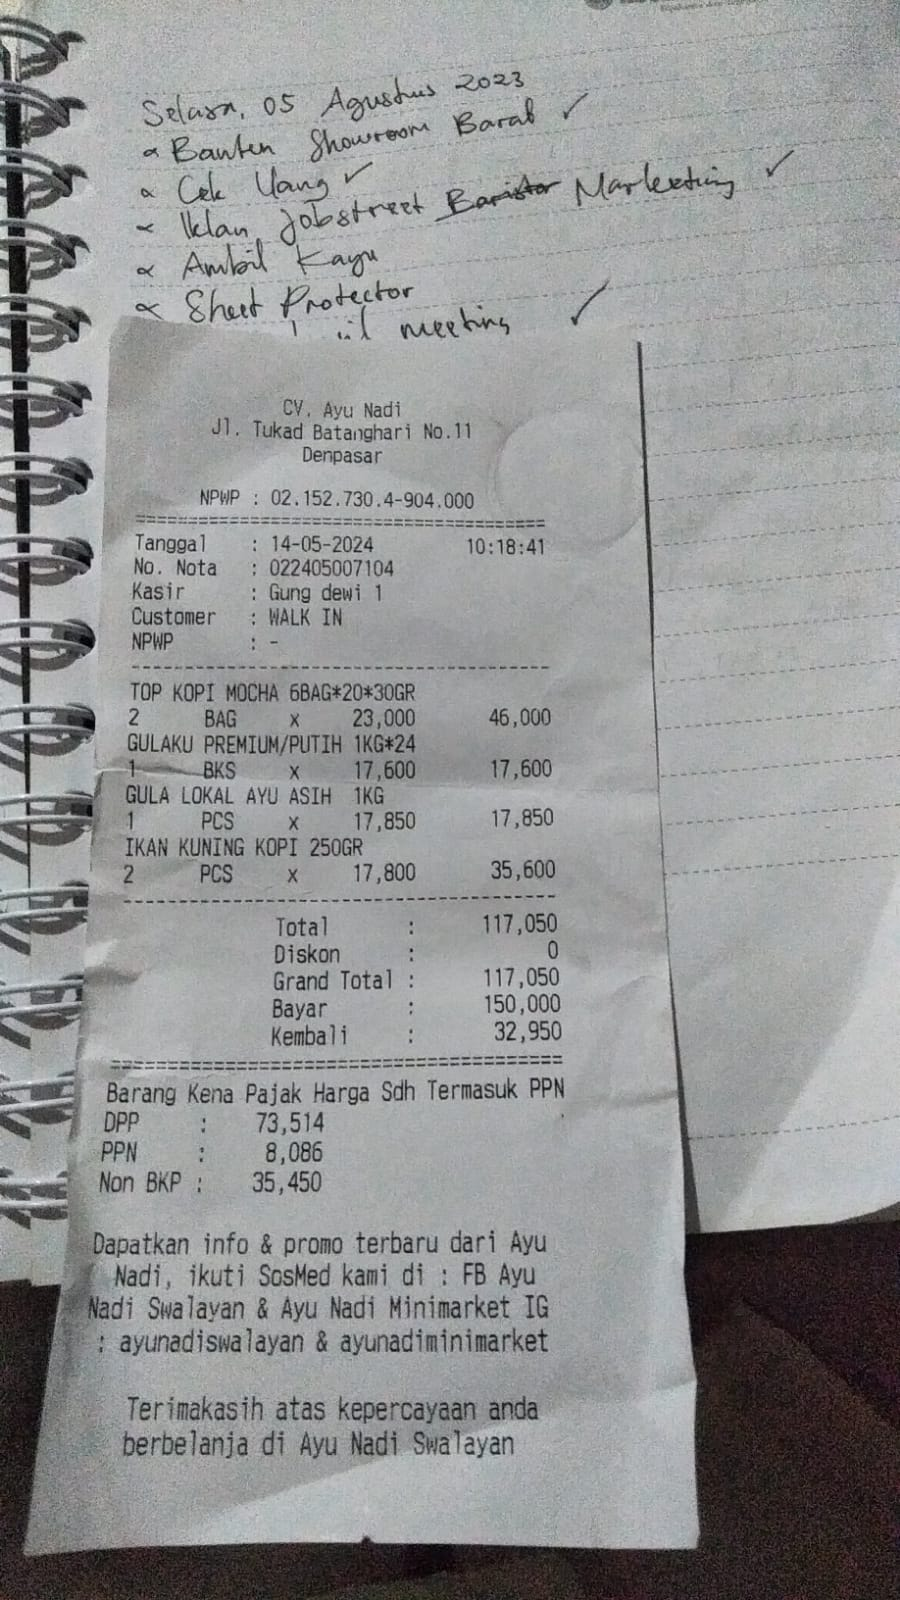 Selasa, 05 Agustus 2023
∝ Banten Showroom Barat ✓
∝ Cek Uang ✓
∝ Iklan Jobstreet Barista Marketing ✓
∝ Ambil Kayu
∝ Sheet Protector
meeting ✓
CV. Ayu Nadi
Jl. Tukad Batanghari No.11
Denpasar
NPWP : 02.152.730.4-904.000
==============================================
Tanggal : 14-05-2024 10:18:41
No. Nota : 022405007104
Kasir : Gung dewi 1
Customer : WALK IN
NPWP : -
----------------------------------------------
TOP KOPI MOCHA 6BAG*20*30GR
2 BAG x 23,000 46,000
GULAKU PREMIUM/PUTIH 1KG*24
1 BKS x 17,600 17,600
GULA LOKAL AYU ASIH 1KG
1 PCS x 17,850 17,850
IKAN KUNING KOPI 250GR
2 PCS x 17,800 35,600
----------------------------------------------
Total : 117,050
Diskon : 0
Grand Total : 117,050
Bayar : 150,000
Kembali : 32,950
==============================================
Barang Kena Pajak Harga Sdh Termasuk PPN
DPP : 73,514
PPN : 8,086
Non BKP : 35,450
Dapatkan info & promo terbaru dari Ayu
Nadi, ikuti SosMed kami di : FB Ayu
Nadi Swalayan & Ayu Nadi Minimarket IG
: ayunadiswalayan & ayunadiminimarket
Terimakasih atas kepercayaan anda
berbelanja di Ayu Nadi Swalayan